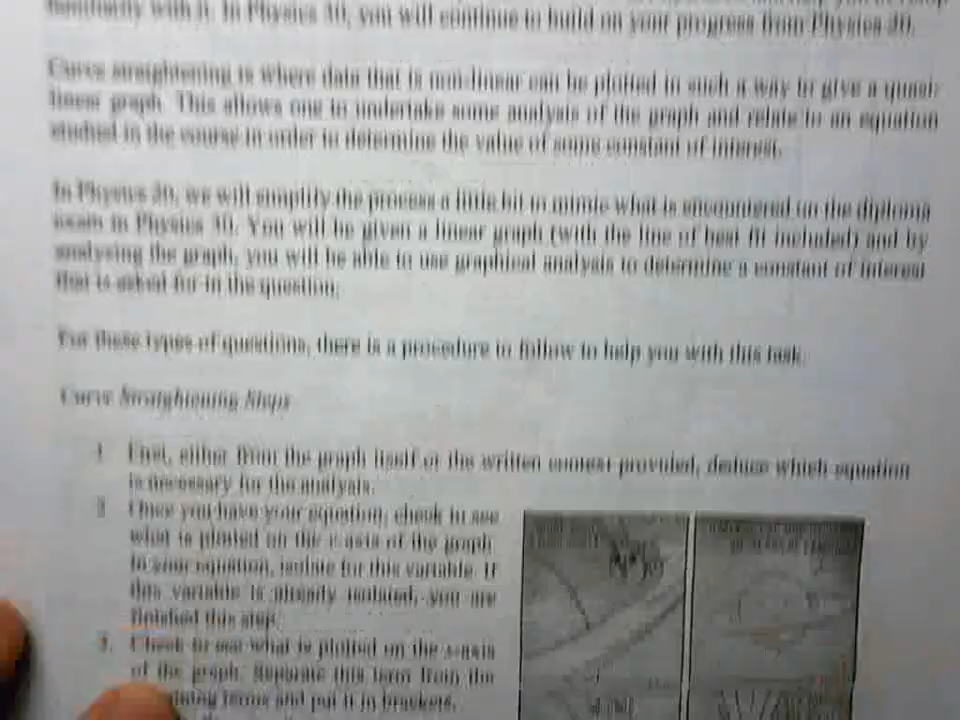 familiarity with it. In Physics 30, you will continue to build on your progress from Physics 20.
Curve straightening is where data that is non-linear can be plotted in such a way to give a quasi-
linear graph. This allows one to undertake some analysis of the graph and relate to an equation
studied in the course in order to determine the value of some constant of interest.
In Physics 20, we will simplify the process a little bit to mimic what is encountered on the diploma
exam in Physics 30. You will be given a linear graph (with the line of best fit included) and by
analysing the graph, you will be able to use graphical analysis to determine a constant of interest
that is asked for in the question.
For these types of questions, there is a procedure to follow to help you with this task.
Curve Straightening Steps
1. First, either from the graph itself or the written context provided, deduce which equation
is necessary for the analysis.
2. Once you have your equation, check to see
what is plotted on the y-axis of the graph.
In your equation, isolate for this variable. If
this variable is already isolated, you are
finished this step.
3. Check to see what is plotted on the x-axis
of the graph. Separate this term from the
terms and put it in brackets.